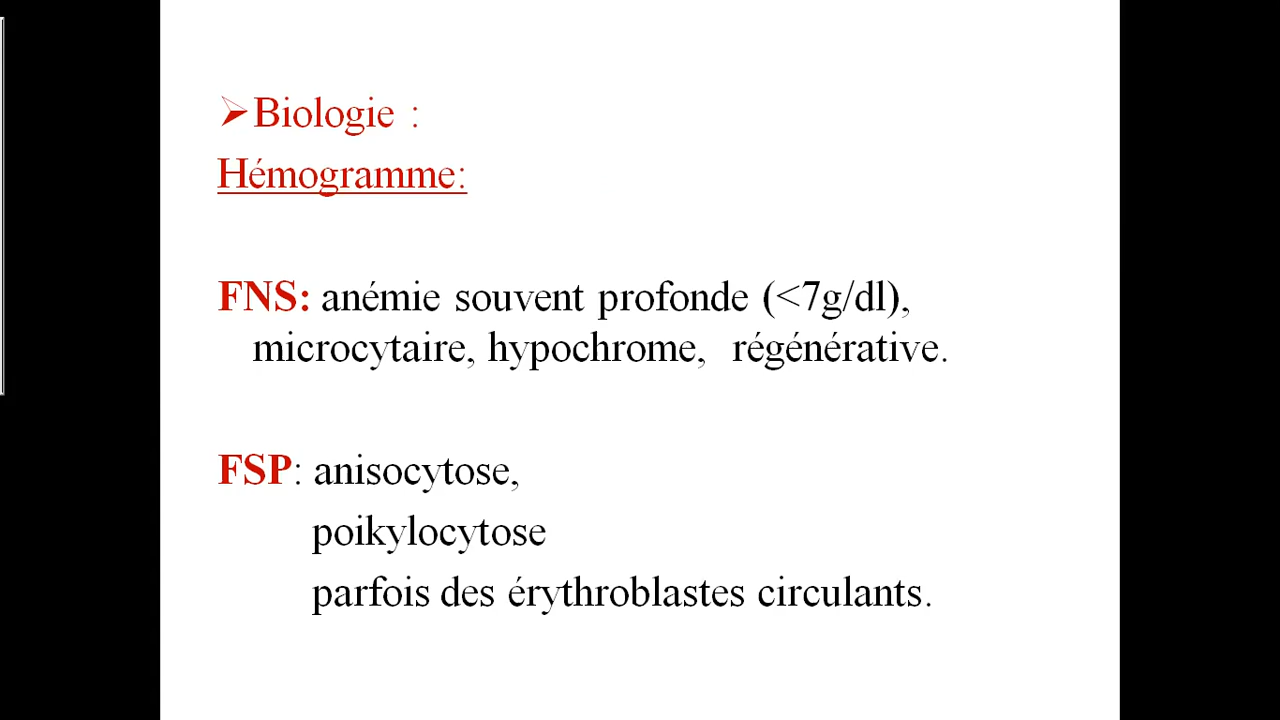 ➢Biologie :
Hémogramme:
FNS: anémie souvent profonde (<7g/dl),
microcytaire, hypochrome, régénérative.
FSP: anisocytose,
poikylocytose
parfois des érythroblastes circulants.